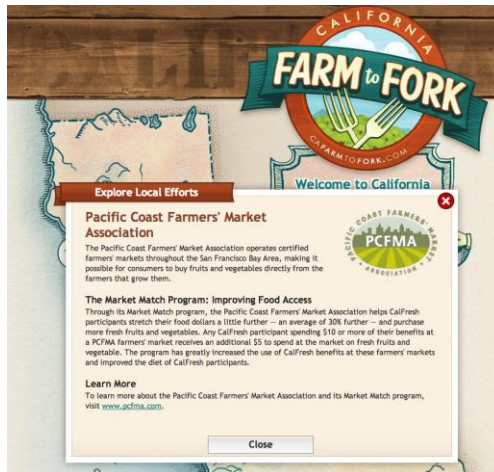 CALIFORNIA
FARM to FORK
CAFARMTOFORK.COM
Welcome to California
Explore Local Efforts
Pacific Coast Farmers' Market
Association
The Pacific Coast Farmers' Market Association operates certified
farmers' markets throughout the San Francisco Bay Area, making it
possible for consumers to buy fruits and vegetables directly from the
farmers that grow them.
PACIFIC COAST FARMERS' MARKET
PCFMA
ASSOCIATION
The Market Match Program: Improving Food Access
Through its Market Match program, the Pacific Coast Farmers' Market Association helps CalFresh
participants stretch their food dollars a little further — an average of 30% further — and purchase
more fresh fruits and vegetables. Any CalFresh participant spending $10 or more of their benefits at
a PCFMA farmers' market receives an additional $5 to spend at the market on fresh fruits and
vegetable. The program has greatly increased the use of CalFresh benefits at these farmers' markets
and improved the diet of CalFresh participants.
Learn More
To learn more about the Pacific Coast Farmers' Market Association and its Market Match program,
visit www.pcfma.com.
Close